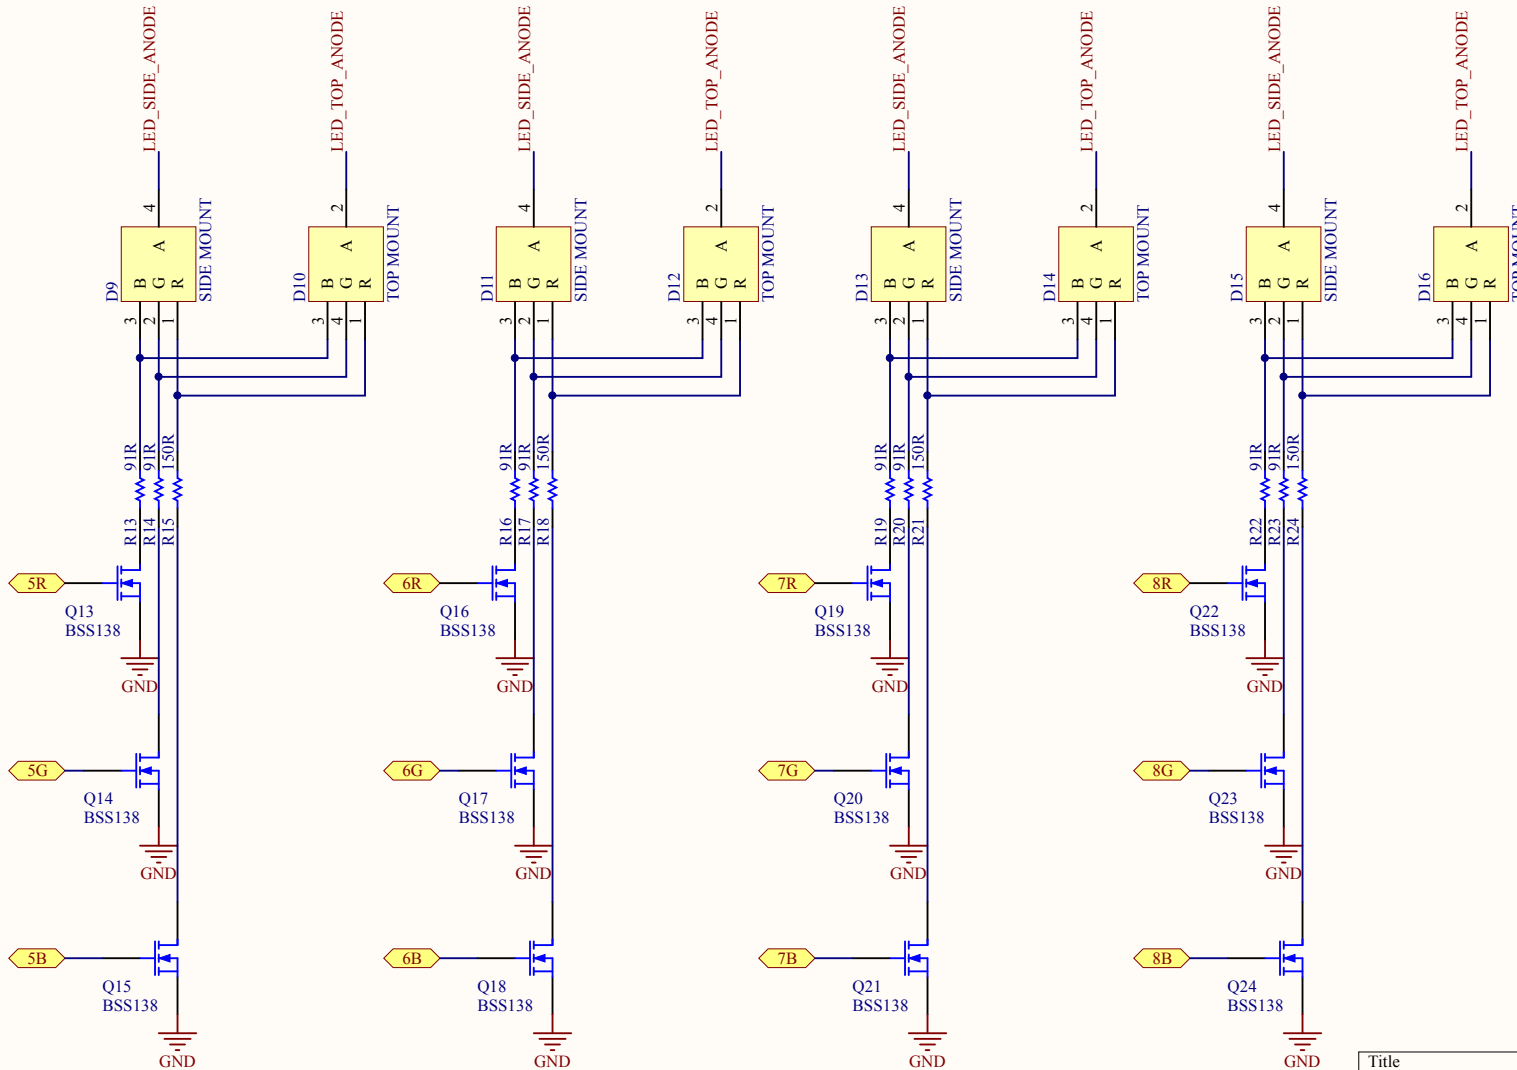 LED_SIDE_ANODE
LED_TOP_ANODE
LED_SIDE_ANODE
LED_TOP_ANODE
LED_SIDE_ANODE
LED_TOP_ANODE
LED_SIDE_ANODE
LED_TOP_ANODE
4
2
4
2
4
2
4
2
D9
B G R
A
SIDE MOUNT
D10
B G R
A
TOP MOUNT
D11
B G R
A
SIDE MOUNT
D12
B G R
A
TOP MOUNT
D13
B G R
A
SIDE MOUNT
D14
B G R
A
TOP MOUNT
D15
B G R
A
SIDE MOUNT
D16
B G R
A
TOP MOUNT
3 2 1
3 4 1
3 2 1
3 4 1
3 2 1
3 4 1
3 2 1
3 4 1
91R
91R
150R
91R
91R
150R
91R
91R
150R
91R
91R
150R
R13
R14
R15
R16
R17
R18
R19
R20
R21
R22
R23
R24
5R
6R
7R
8R
Q13
BSS138
Q16
BSS138
Q19
BSS138
Q22
BSS138
GND
GND
GND
GND
5G
6G
7G
8G
Q14
BSS138
Q17
BSS138
Q20
BSS138
Q23
BSS138
GND
GND
GND
GND
5B
6B
7B
8B
Q15
BSS138
Q18
BSS138
Q21
BSS138
Q24
BSS138
GND
GND
GND
GND
Title